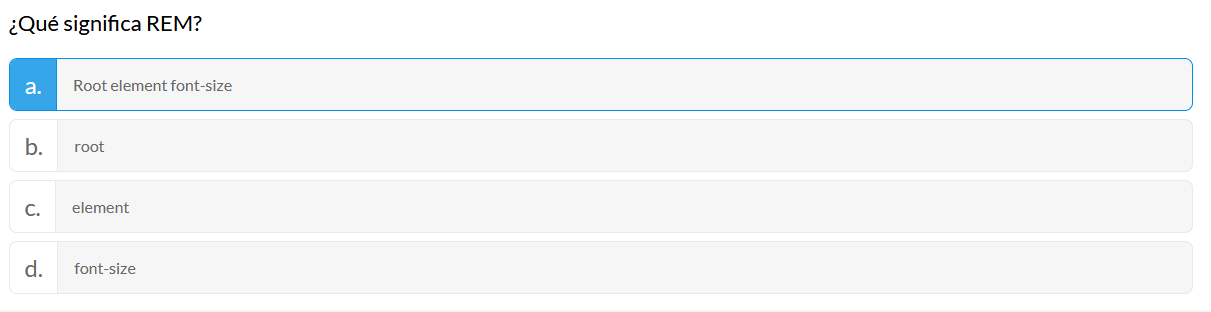 ¿Qué significa REM?
a. Root element font-size
b. root
c. element
d. font-size